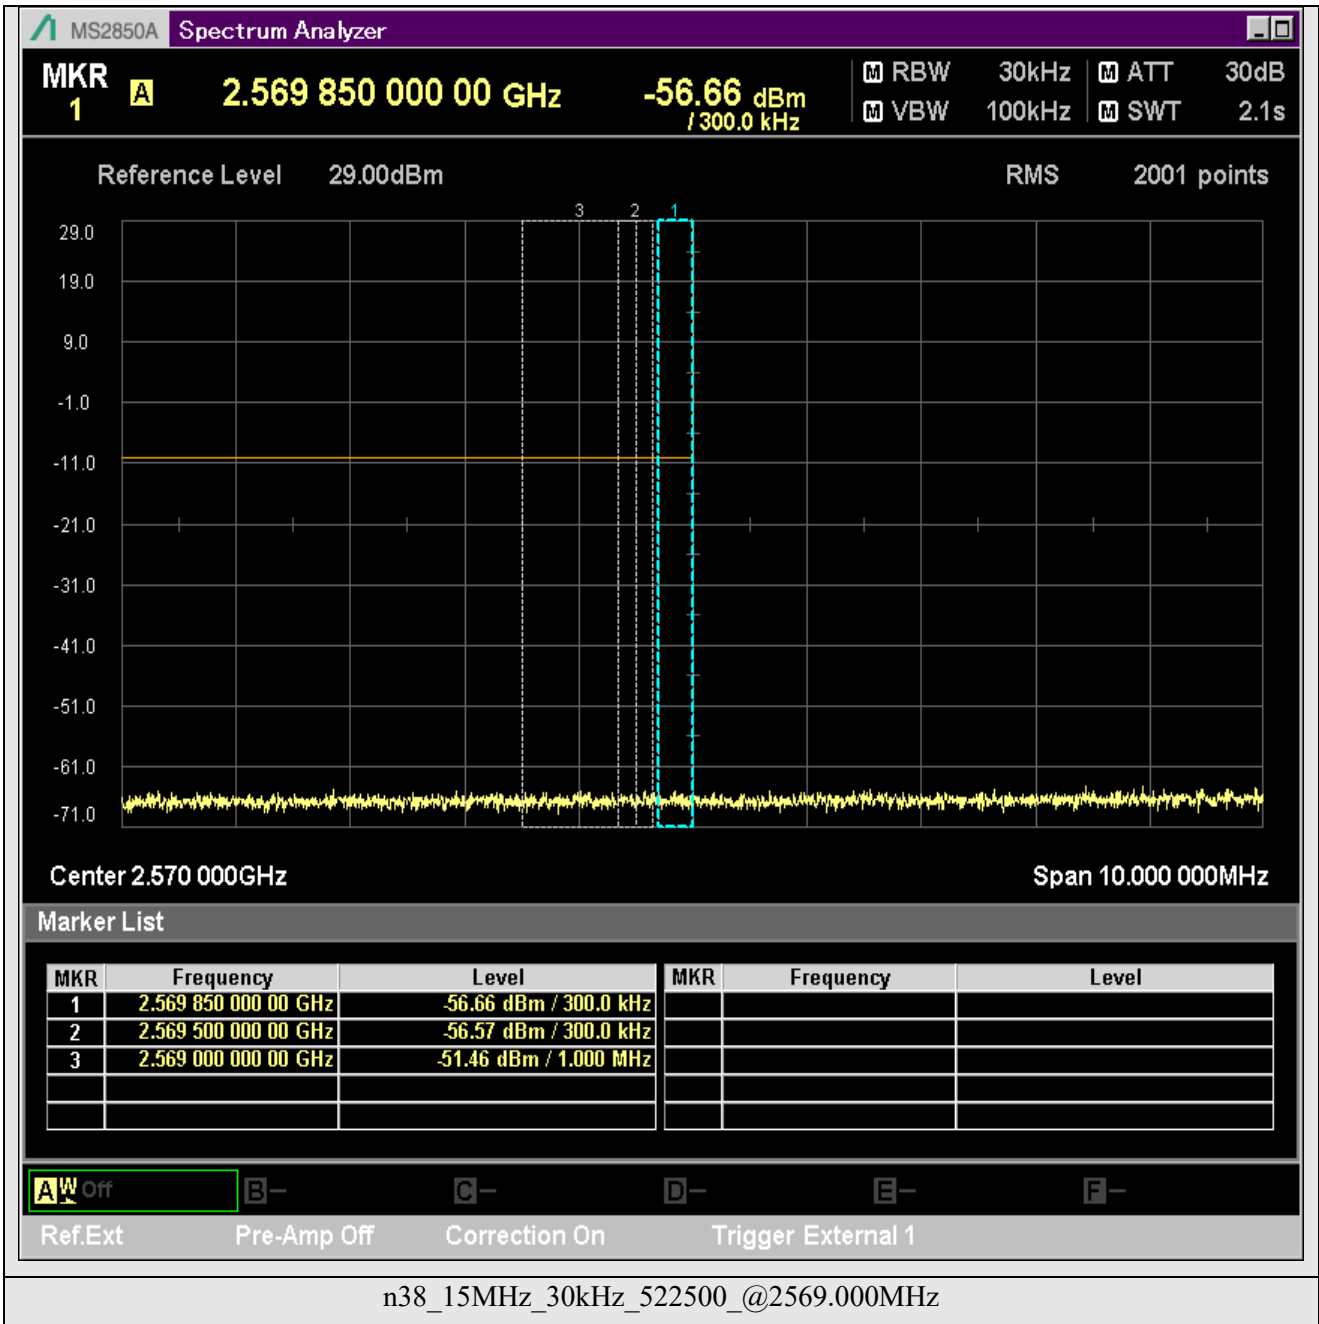 MS2850A Spectrum Analyzer
MKR 1 A 2.569 850 000 00 GHz -56.66 dBm / 300.0 kHz
M RBW 30kHz M ATT 30dB
M VBW 100kHz M SWT 2.1s
Reference Level 29.00dBm RMS 2001 points
3 2 1
29.0
19.0
9.0
-1.0
-11.0
-21.0
-31.0
-41.0
-51.0
-61.0
-71.0
Center 2.570 000GHz Span 10.000 000MHz
Marker List
MKR Frequency Level MKR Frequency Level
1 2.569 850 000 00 GHz -56.66 dBm / 300.0 kHz
2 2.569 500 000 00 GHz -56.57 dBm / 300.0 kHz
3 2.569 000 000 00 GHz -51.46 dBm / 1.000 MHz
A W Off B - C - D - E - F -
Ref.Ext Pre-Amp Off Correction On Trigger External 1
n38_15MHz_30kHz_522500_@2569.000MHz